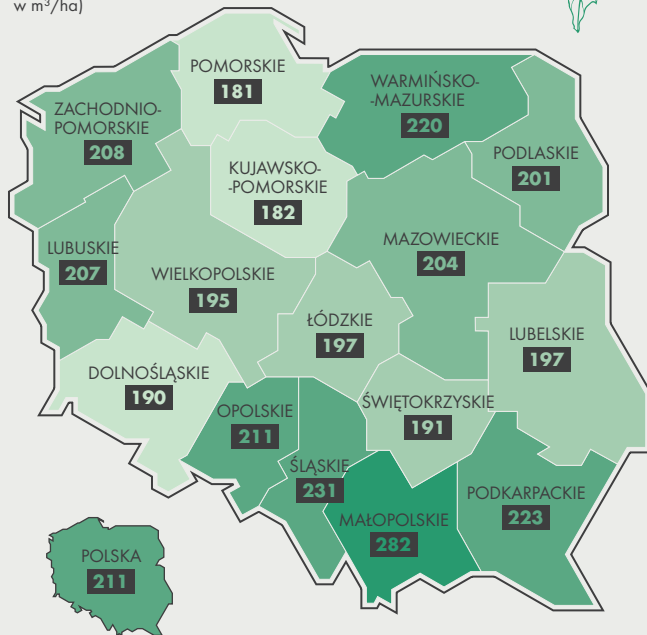 w m³/ha)
POMORSKIE
181
WARMIŃSKO-
-MAZURSKIE
220
ZACHODNIO-
POMORSKIE
208
PODLASKIE
201
KUJAWSKO-
-POMORSKIE
182
LUBUSKIE
207
MAZOWIECKIE
204
WIELKOPOLSKIE
195
ŁÓDZKIE
197
LUBELSKIE
197
DOLNOŚLĄSKIE
190
OPOLSKIE
211
ŚWIĘTOKRZYSKIE
191
ŚLĄSKIE
231
MAŁOPOLSKIE
282
PODKARPACKIE
223
POLSKA
211